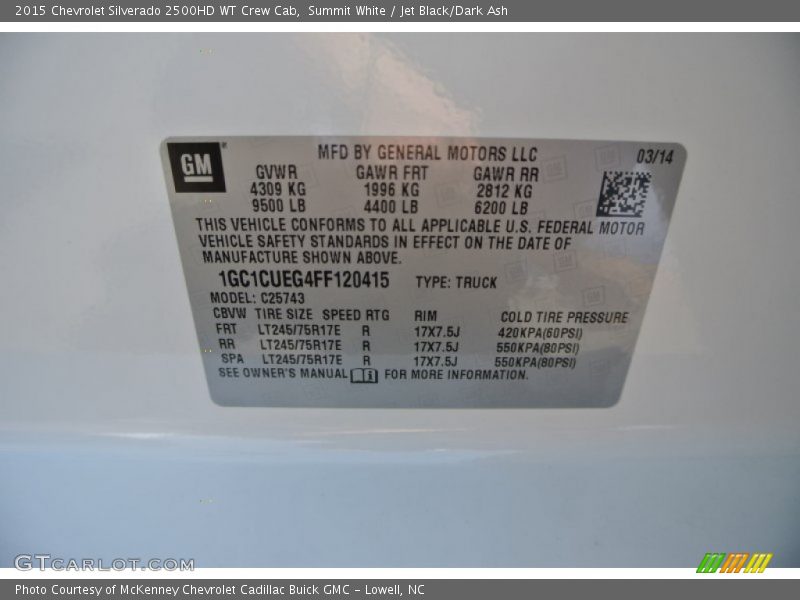 2015 Chevrolet Silverado 2500HD WT Crew Cab,  Summit White / Jet Black/Dark Ash
GM
MFD BY GENERAL MOTORS LLC 03/14
GVWR GAWR FRT GAWR RR
4309 KG 1996 KG 2812 KG
9500 LB 4400 LB 6200 LB
THIS VEHICLE CONFORMS TO ALL APPLICABLE U.S. FEDERAL MOTOR
VEHICLE SAFETY STANDARDS IN EFFECT ON THE DATE OF
MANUFACTURE SHOWN ABOVE.
1GC1CUEG4FF120415 TYPE: TRUCK
MODEL: C25743
CBVW TIRE SIZE SPEED RTG RIM COLD TIRE PRESSURE
FRT LT245/75R17E R 17X7.5J 420KPA(60PSI)
RR LT245/75R17E R 17X7.5J 550KPA(80PSI)
SPA LT245/75R17E R 17X7.5J 550KPA(80PSI)
SEE OWNER'S MANUAL FOR MORE INFORMATION.
GTCARLOT.COM
Photo Courtesy of McKenney Chevrolet Cadillac Buick GMC - Lowell, NC